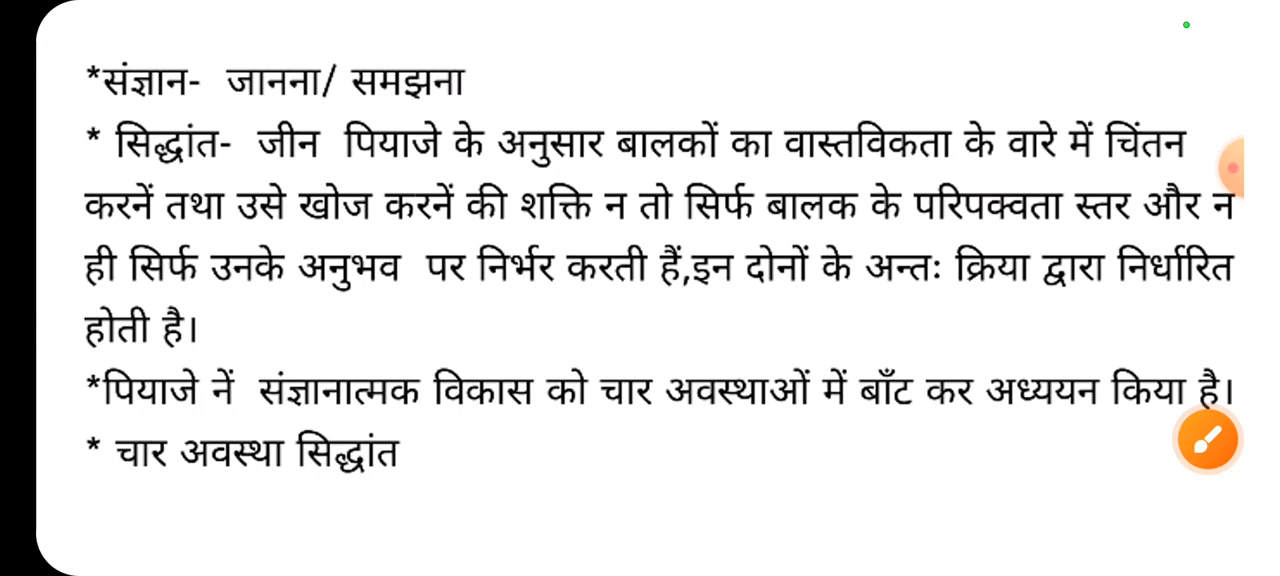 *संज्ञान- जानना/ समझना
* सिद्धांत- जीन पियाजे के अनुसार बालकों का वास्तविकता के वारे में चिंतन
करनें तथा उसे खोज करनें की शक्ति न तो सिर्फ बालक के परिपक्वता स्तर और न
ही सिर्फ उनके अनुभव पर निर्भर करती हैं,इन दोनों के अन्तः क्रिया द्वारा निर्धारित
होती है।
*पियाजे नें संज्ञानात्मक विकास को चार अवस्थाओं में बाँट कर अध्ययन किया है।
* चार अवस्था सिद्धांत